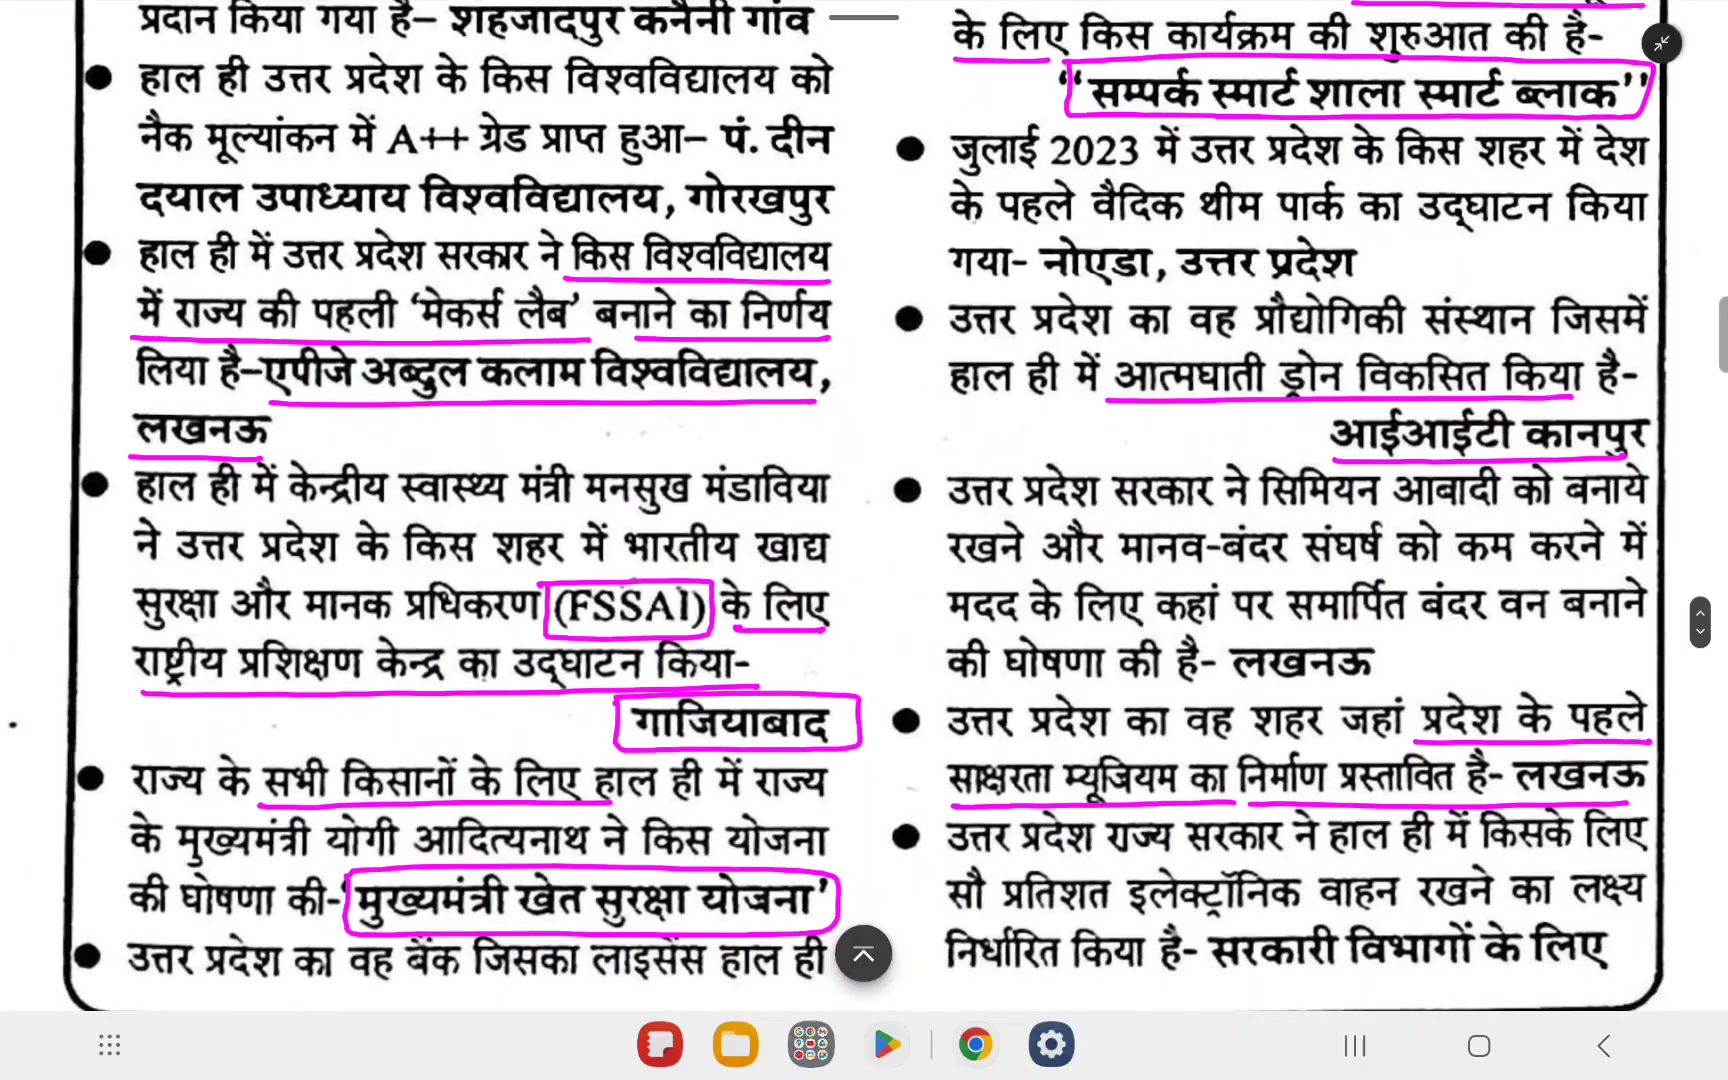 प्रदान किया गया है– शहजादपुर कनैनी गांव
● हाल ही उत्तर प्रदेश के किस विश्वविद्यालय को
नैक मूल्यांकन में A++ ग्रेड प्राप्त हुआ– पं. दीन
दयाल उपाध्याय विश्वविद्यालय, गोरखपुर
● हाल ही में उत्तर प्रदेश सरकार ने किस विश्वविद्यालय
में राज्य की पहली ‘मेकर्स लैब’ बनाने का निर्णय
लिया है–एपीजे अब्दुल कलाम विश्वविद्यालय,
लखनऊ
● हाल ही में केन्द्रीय स्वास्थ्य मंत्री मनसुख मंडाविया
ने उत्तर प्रदेश के किस शहर में भारतीय खाद्य
सुरक्षा और मानक प्रधिकरण (FSSAI) के लिए
राष्ट्रीय प्रशिक्षण केन्द्र का उद्घाटन किया-
गाजियाबाद
● राज्य के सभी किसानों के लिए हाल ही में राज्य
के मुख्यमंत्री योगी आदित्यनाथ ने किस योजना
की घोषणा की-‘मुख्यमंत्री खेत सुरक्षा योजना’
● उत्तर प्रदेश का वह बैंक जिसका लाइसेंस हाल ही
के लिए किस कार्यक्रम की शुरुआत की है-
‘‘सम्पर्क स्मार्ट शाला स्मार्ट ब्लाक’’
● जुलाई 2023 में उत्तर प्रदेश के किस शहर में देश
के पहले वैदिक थीम पार्क का उद्घाटन किया
गया- नोएडा, उत्तर प्रदेश
● उत्तर प्रदेश का वह प्रौद्योगिकी संस्थान जिसमें
हाल ही में आत्मघाती ड्रोन विकसित किया है-
आईआईटी कानपुर
● उत्तर प्रदेश सरकार ने सिमियन आबादी को बनाये
रखने और मानव-बंदर संघर्ष को कम करने में
मदद के लिए कहां पर समार्पित बंदर वन बनाने
की घोषणा की है- लखनऊ
● उत्तर प्रदेश का वह शहर जहां प्रदेश के पहले
साक्षरता म्यूजियम का निर्माण प्रस्तावित है- लखनऊ
● उत्तर प्रदेश राज्य सरकार ने हाल ही में किसके लिए
सौ प्रतिशत इलेक्ट्रॉनिक वाहन रखने का लक्ष्य
निर्धारित किया है- सरकारी विभागों के लिए